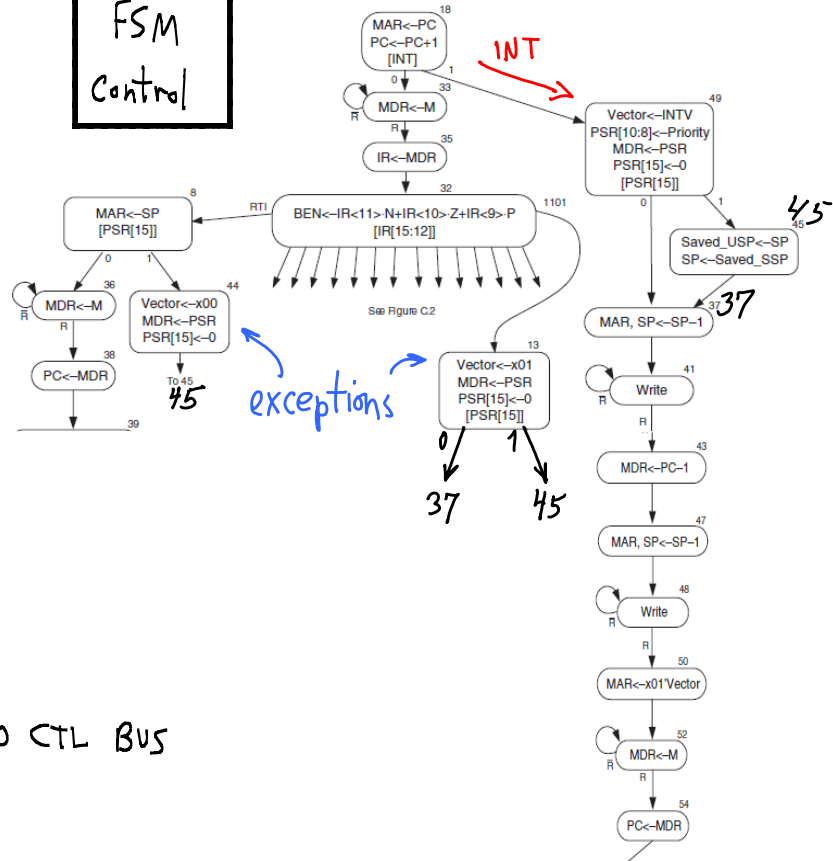 FSM
Control
18
MAR<–PC
PC<–PC+1
[INT]
0
1
INT
33
MDR<–M
R̅
R
35
IR<–MDR
32
BEN<–IR<11>·N+IR<10>·Z+IR<9>·P
[IR[15:12]]
RTI
1101
See Figure C.2
8
MAR<–SP
[PSR[15]]
0
1
36
MDR<–M
R̅
R
38
PC<–MDR
39
44
Vector<–x00
MDR<–PSR
PSR[15]<–0
To 45
45
exceptions
13
Vector<–x01
MDR<–PSR
PSR[15]<–0
[PSR[15]]
0
1
37
45
49
Vector<–INTV
PSR[10:8]<–Priority
MDR<–PSR
PSR[15]<–0
[PSR[15]]
0
1
45
45
Saved_USP<–SP
SP<–Saved_SSP
37
37
MAR, SP<–SP–1
41
Write
R̅
R
43
MDR<–PC–1
47
MAR, SP<–SP–1
48
Write
R̅
R
50
MAR<–x01'Vector
52
MDR<–M
R̅
R
54
PC<–MDR
O CTL BUS